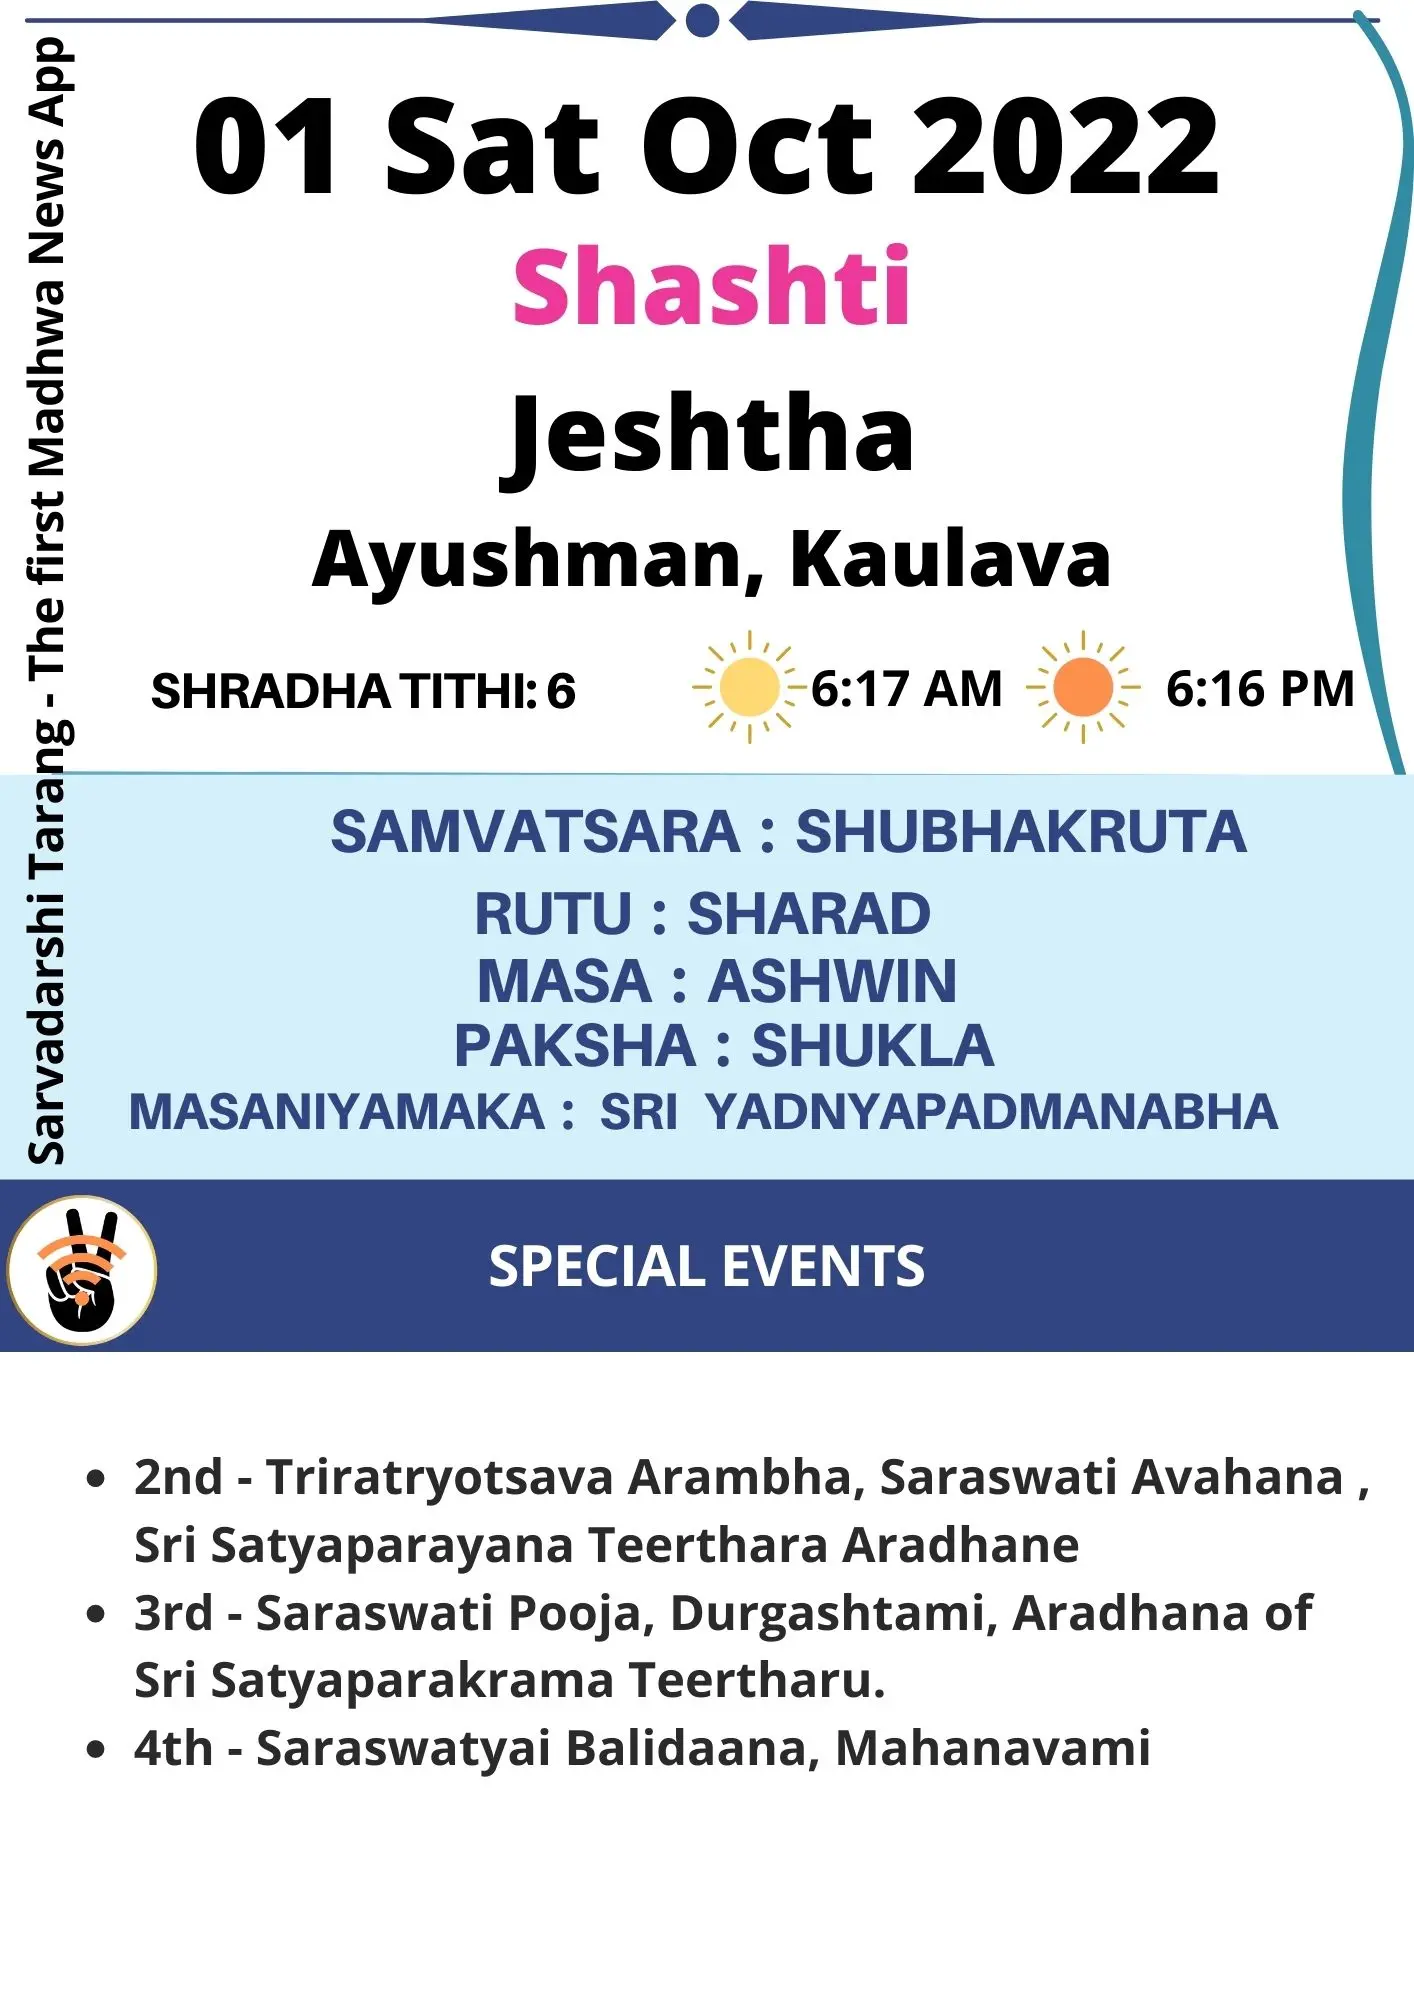 Sarvadarshi Tarang - The first Madhwa News App
01 Sat Oct 2022
Shashti
Jeshtha
Ayushman, Kaulava
SHRADHA TITHI: 6 6:17 AM 6:16 PM
SAMVATSARA : SHUBHAKRUTA
RUTU : SHARAD
MASA : ASHWIN
PAKSHA : SHUKLA
MASANIYAMAKA : SRI YADNYAPADMANABHA
SPECIAL EVENTS
• 2nd - Triratryotsava Arambha, Saraswati Avahana ,
Sri Satyaparayana Teerthara Aradhane
• 3rd - Saraswati Pooja, Durgashtami, Aradhana of
Sri Satyaparakrama Teertharu.
• 4th - Saraswatyai Balidaana, Mahanavami